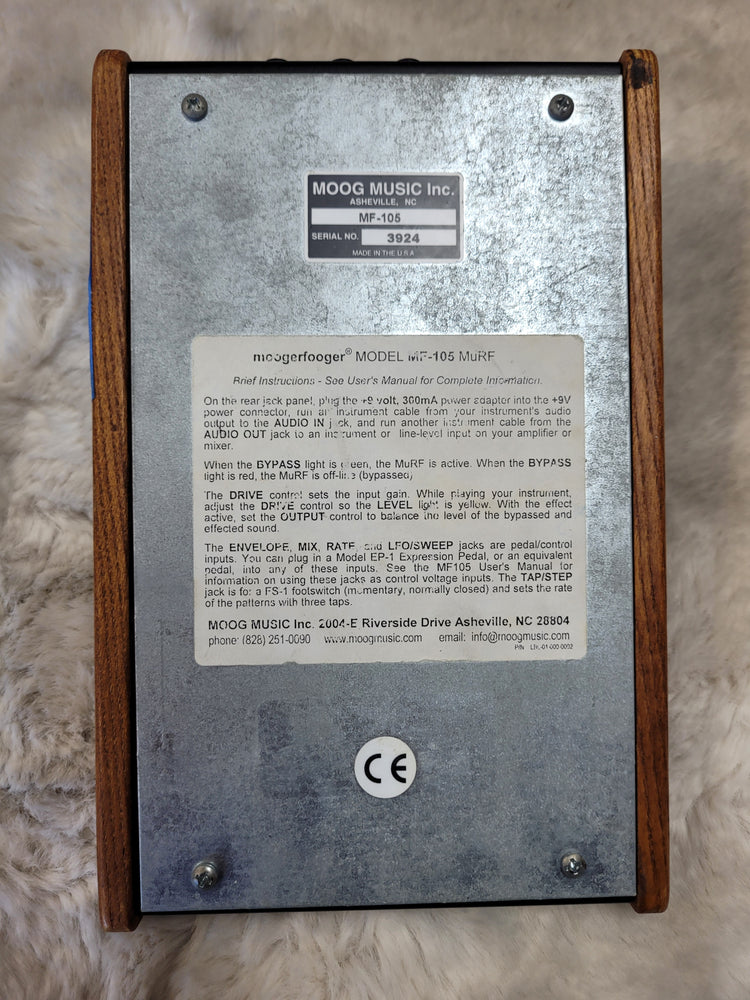 MOOG MUSIC Inc.
ASHEVILLE, NC
MF-105
SERIAL NO. 3924
MADE IN THE U.S.A
moogerfooger® MODEL MF-105 MuRF
Brief Instructions - See User's Manual for Complete Information.
On the rear jack panel, plug the +9 volt, 300mA power adaptor into the +9V
power connector, run an instrument cable from your instrument's audio
output to the AUDIO IN jack, and run another instrument cable from the
AUDIO OUT jack to an instrument or line-level input on your amplifier or
mixer.
When the BYPASS light is green, the MuRF is active. When the BYPASS
light is red, the MuRF is off-line (bypassed)
The DRIVE control sets the input gain. While playing your instrument,
adjust the DRIVE control so the LEVEL light is yellow. With the effect
active, set the OUTPUT control to balance the level of the bypassed and
effected sound.
The ENVELOPE, MIX, RATE, and LFO/SWEEP jacks are pedal/control
inputs. You can plug in a Model EP-1 Expression Pedal, or an equivalent
pedal, into any of these inputs. See the MF105 User's Manual for
information on using these jacks as control voltage inputs. The TAP/STEP
jack is for a FS-1 footswitch (momentary, normally closed) and sets the rate
of the patterns with three taps.
MOOG MUSIC Inc. 2004-E Riverside Drive Asheville, NC 28804
phone: (828) 251-0090 www.moogmusic.com email: info@moogmusic.com
P/N
CE